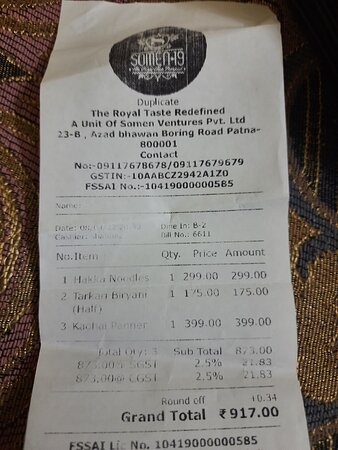 SOMEN-19
Duplicate
The Royal Taste Redefined
A Unit Of Somen Ventures Pvt. Ltd
23-B , Azad bhawan Boring Road Patna-
800001
Contact
No:-09117678678/09117679679
GSTIN:-10AABCZ2942A1Z0
FSSAI No.:-10419000000585
Name:
Date: Dine In: B-2
Cashier: Bill No.: 6611
No.Item Qty. Price Amount
1 Hakka Noodles 1 299.00 299.00
2 Tarkari Biryani 1 175.00 175.00
(Half)
3 Kadhai Panner 1 399.00 399.00
Total Qty: 3 Sub Total 873.00
873.00@ SGST 2.5% 21.83
873.00@ CGST 2.5% 21.83
Round off +0.34
Grand Total ₹917.00
FSSAI Lic No. 10419000000585